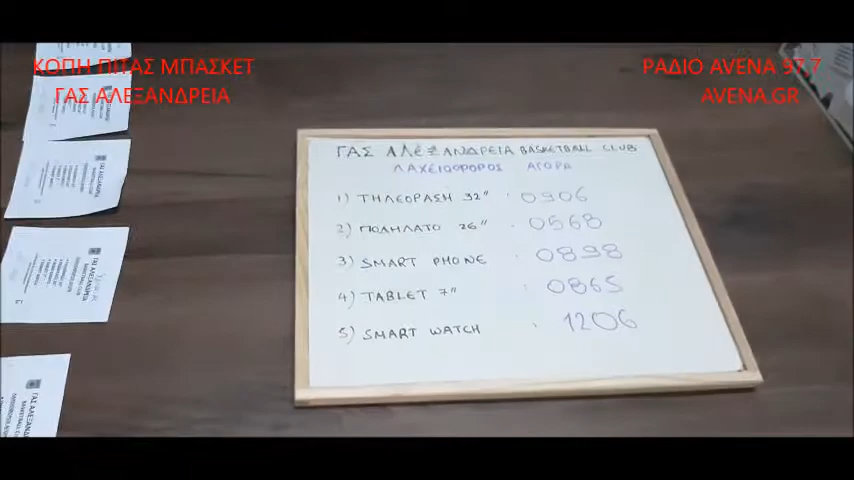 ΚΟΠΗ ΠΙΤΑΣ ΜΠΑΣΚΕΤ
ΓΑΣ ΑΛΕΞΑΝΔΡΕΙΑ
ΡΑΔΙΟ AVENA 97,7
AVENA.GR
ΓΑΣ ΑΛΕΞΑΝΔΡΕΙΑ BASKETBALL CLUB
ΛΑΧΕΙΟΦΟΡΟΣ ΑΓΟΡΑ
1) ΤΗΛΕΟΡΑΣΗ 32" : 0906
2) ΠΟΔΗΛΑΤΟ 26" : 0568
3) SMART PHONE : 0898
4) TABLET 7" : 0865
5) SMART WATCH : 1206